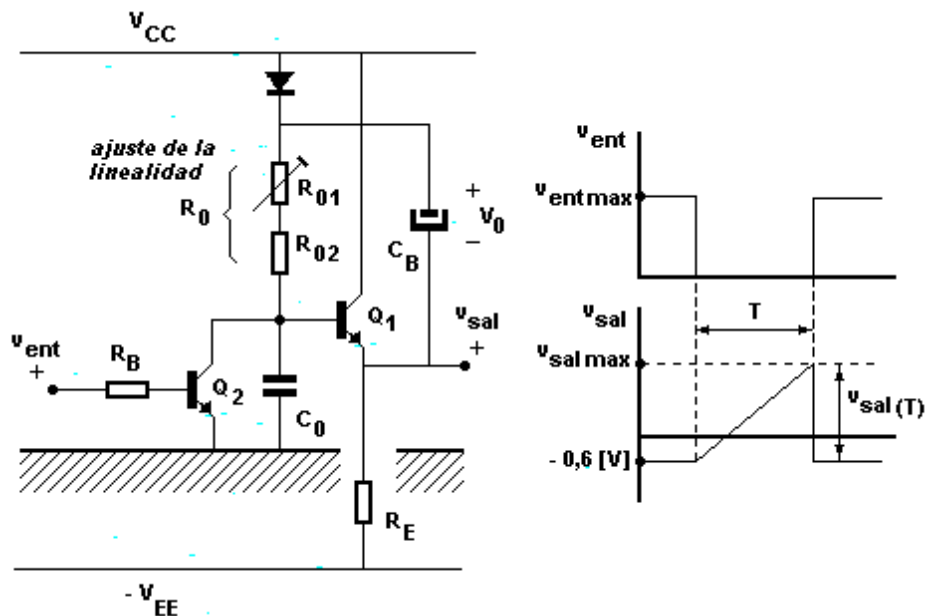 VCC
ajuste de la
linealidad
R0
R01
R02
+
V0
−
CB
Q1
vsal
+
vent
+
RB
Q2
C0
RE
- VEE
vent
vent max
T
vsal
vsal max
vsal (T)
- 0,6 [V]